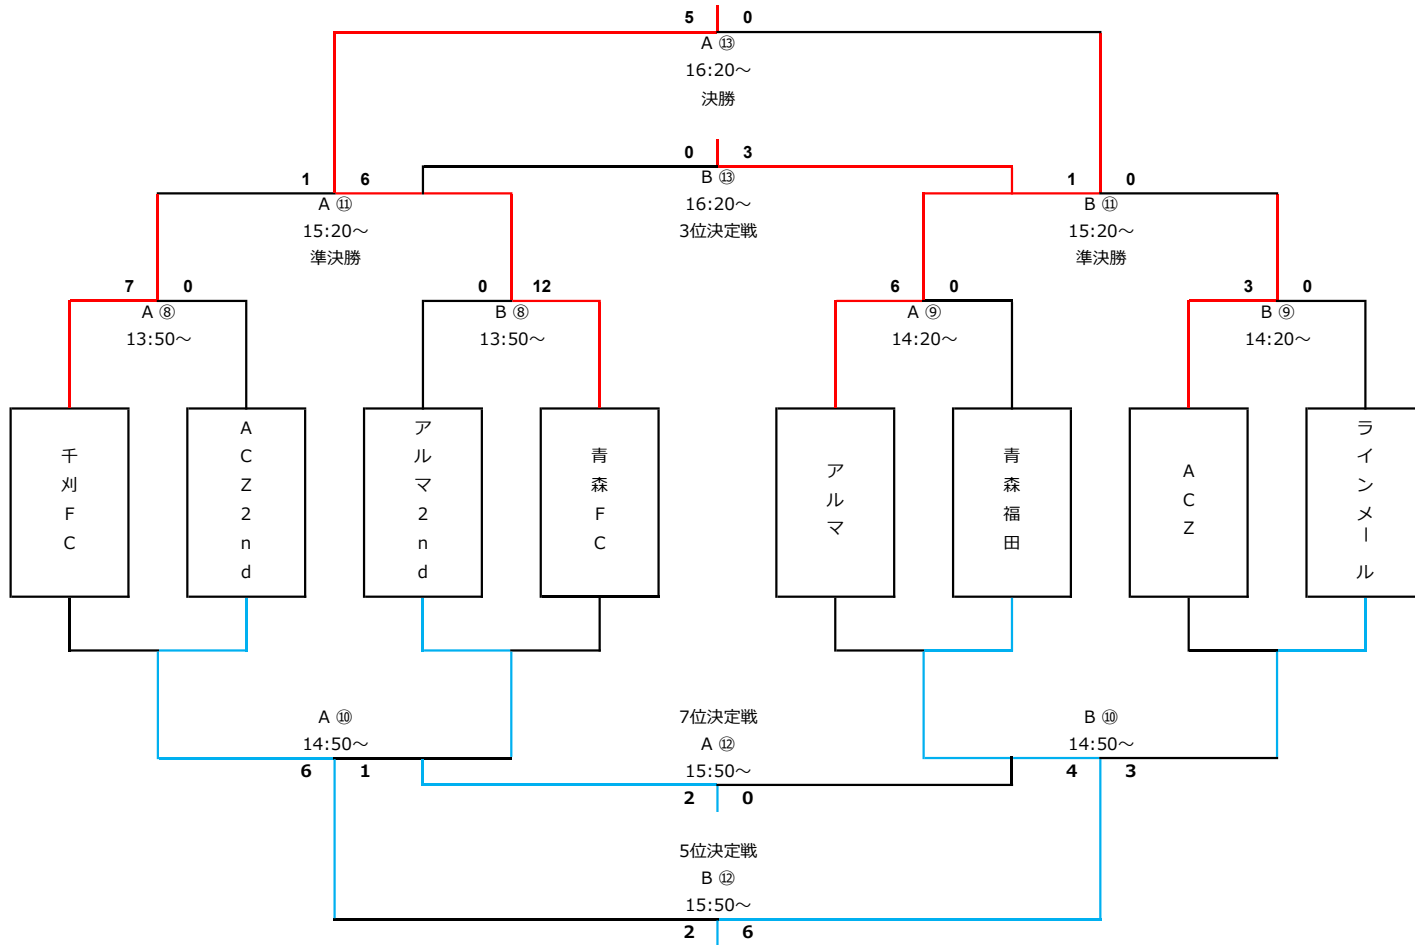 5 0
A ⑬
16:20～
決勝
0 3
B ⑬
16:20～
3位決定戦
1 6
A ⑪
15:20～
準決勝
1 0
B ⑪
15:20～
準決勝
7 0
A ⑧
13:50～
0 12
B ⑧
13:50～
6 0
A ⑨
14:20～
3 0
B ⑨
14:20～
千刈FC
ACZ2nd
アルマ2nd
青森FC
アルマ
青森福田
ACZ
ラインメール
A ⑩
14:50～
6 1
7位決定戦
A ⑫
15:50～
2 0
B ⑩
14:50～
4 3
5位決定戦
B ⑫
15:50～
2 6